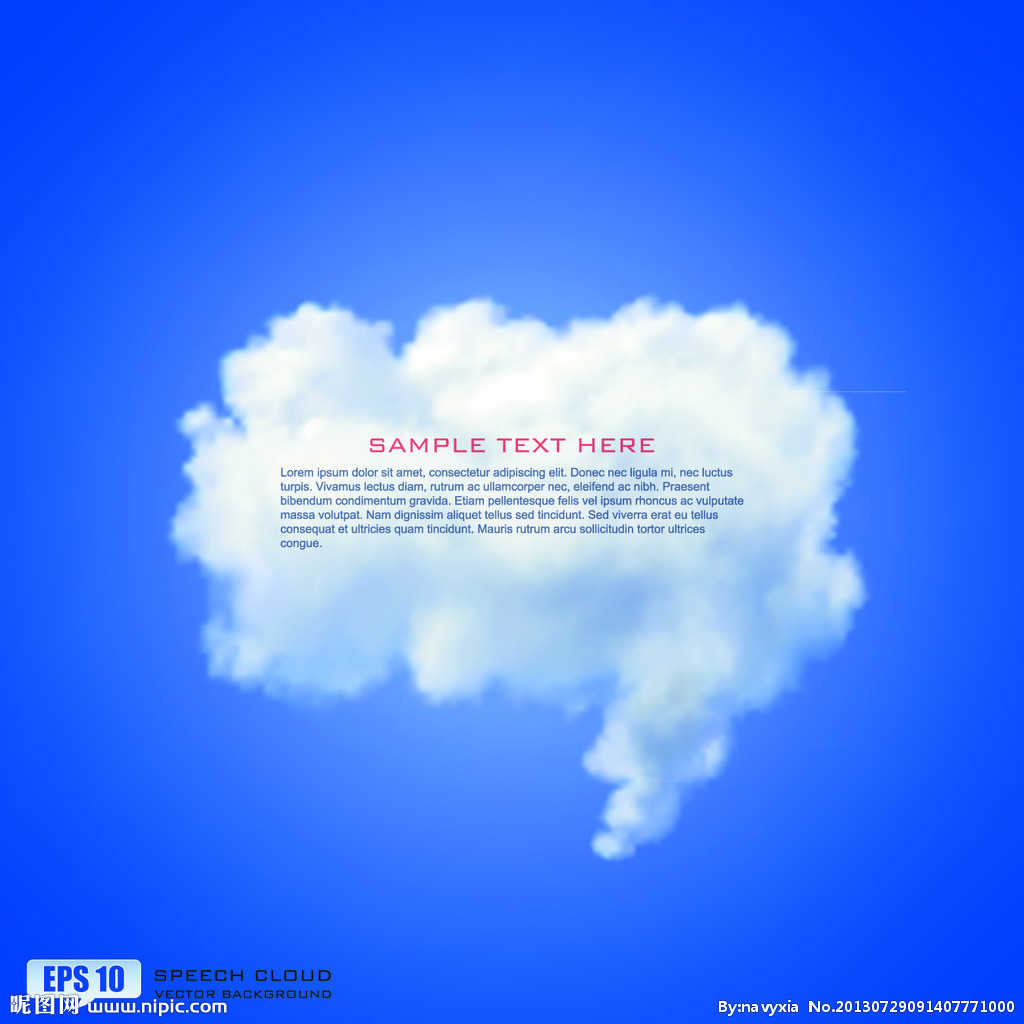 SAMPLE TEXT HERE
Lorem ipsum dolor sit amet, consectetur adipiscing elit. Donec nec ligula mi, nec luctus
turpis. Vivamus lectus diam, rutrum ac ullamcorper nec, eleifend ac nibh. Praesent
bibendum condimentum gravida. Etiam pellentesque felis vel ipsum rhoncus ac vulputate
massa volutpat. Nam dignissim aliquet tellus sed tincidunt. Sed viverra erat eu tellus
consequat et ultricies quam tincidunt. Mauris rutrum arcu sollicitudin tortor ultrices
congue.
EPS 10
SPEECH CLOUD
VECTOR BACKGROUND
昵图网 www.nipic.com
By:navyxia No.20130729091407771000